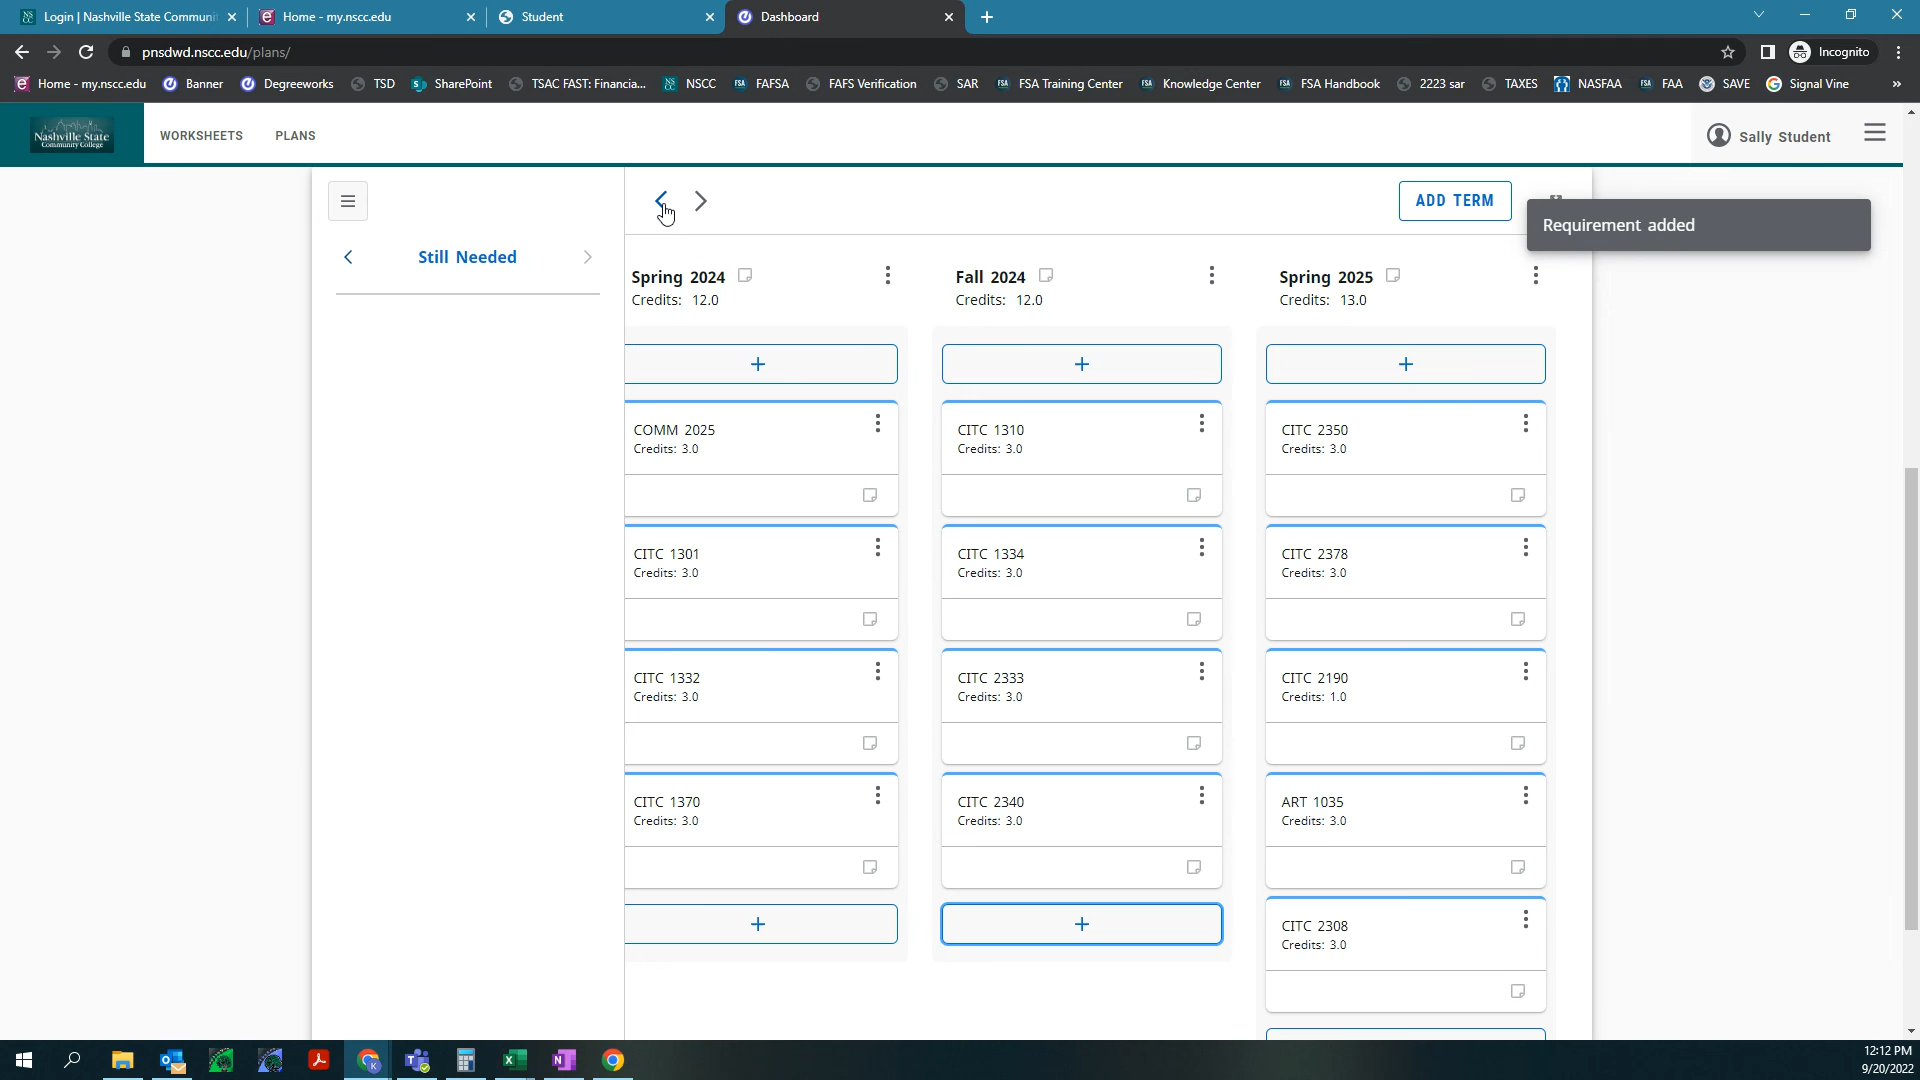 Login | Nashville State Communi
Home - my.nscc.edu
Student
Dashboard
pnsdwd.nscc.edu/plans/
Incognito
Home - my.nscc.edu
Banner
Degreeworks
TSD
SharePoint
TSAC FAST: Financia...
NSCC
FAFSA
FAFS Verification
SAR
FSA Training Center
Knowledge Center
FSA Handbook
2223 sar
TAXES
NASFAA
FAA
SAVE
Signal Vine
»
Nashville State
Community College
WORKSHEETS
PLANS
Sally Student
ADD TERM
Requirement added
Still Needed
Spring 2024
Credits: 12.0
Fall 2024
Credits: 12.0
Spring 2025
Credits: 13.0
+
+
+
COMM 2025
Credits: 3.0
CITC 1310
Credits: 3.0
CITC 2350
Credits: 3.0
CITC 1301
Credits: 3.0
CITC 1334
Credits: 3.0
CITC 2378
Credits: 3.0
CITC 1332
Credits: 3.0
CITC 2333
Credits: 3.0
CITC 2190
Credits: 1.0
CITC 1370
Credits: 3.0
CITC 2340
Credits: 3.0
ART 1035
Credits: 3.0
+
+
CITC 2308
Credits: 3.0
12:12 PM
9/20/2022